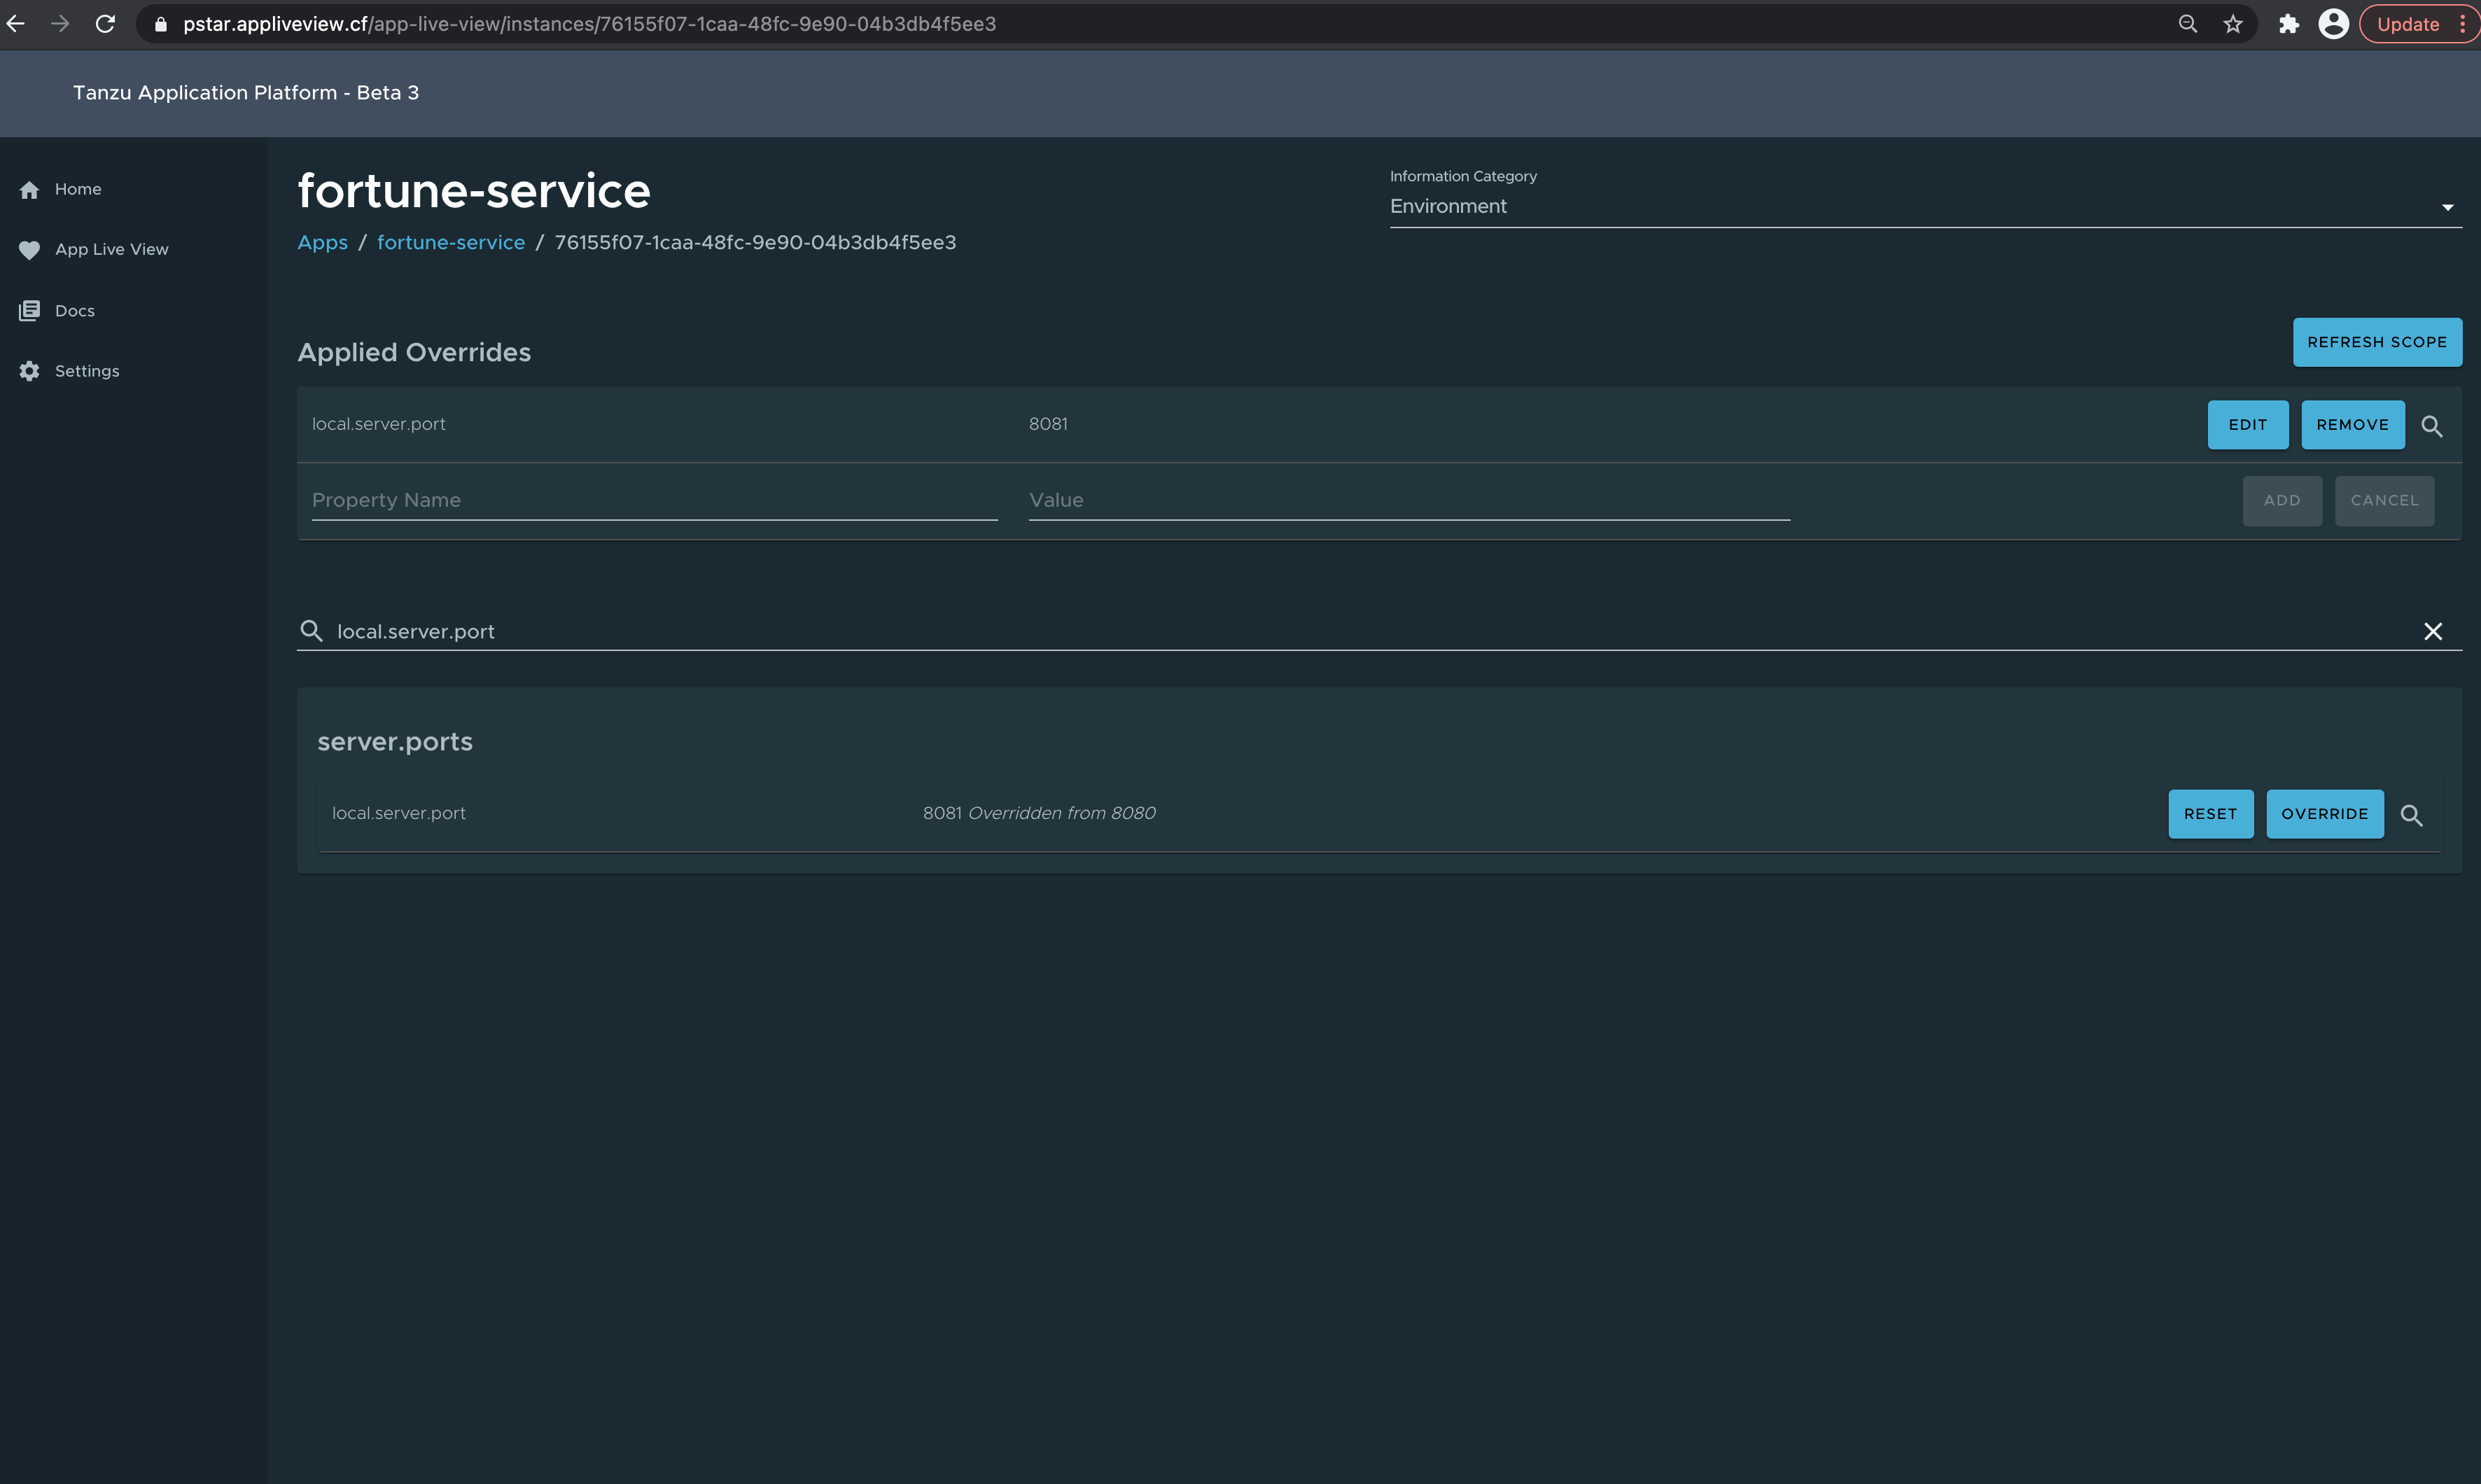 pstar.appliveview.cf/app-live-view/instances/76155f07-1caa-48fc-9e90-04b3db4f5ee3
Update
Tanzu Application Platform - Beta 3
Home
App Live View
Docs
Settings
fortune-service
Apps / fortune-service / 76155f07-1caa-48fc-9e90-04b3db4f5ee3
Information Category
Environment
Applied Overrides
REFRESH SCOPE
local.server.port 8081 EDIT REMOVE
Property Name Value ADD CANCEL
local.server.port
server.ports
local.server.port 8081 Overridden from 8080 RESET OVERRIDE